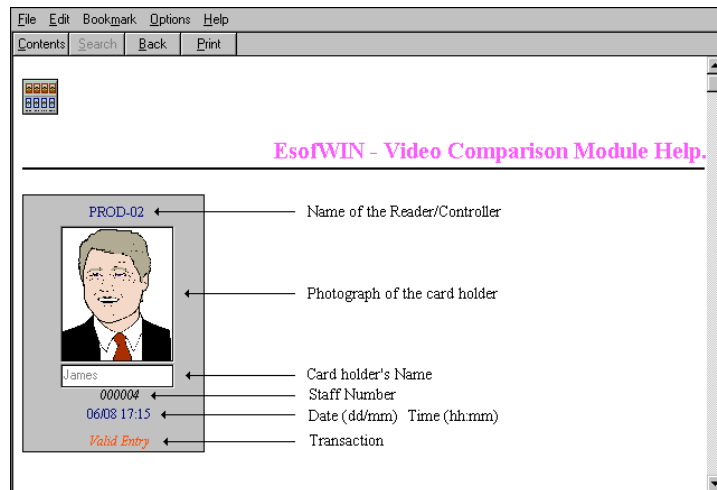 File Edit Bookmark Options Help
Contents Search Back Print
EsofWIN - Video Comparison Module Help.
PROD-02 Name of the Reader/Controller
Photograph of the card holder
James Card holder's Name
000004 Staff Number
06/08 17:15 Date (dd/mm) Time (hh:mm)
Valid Entry Transaction